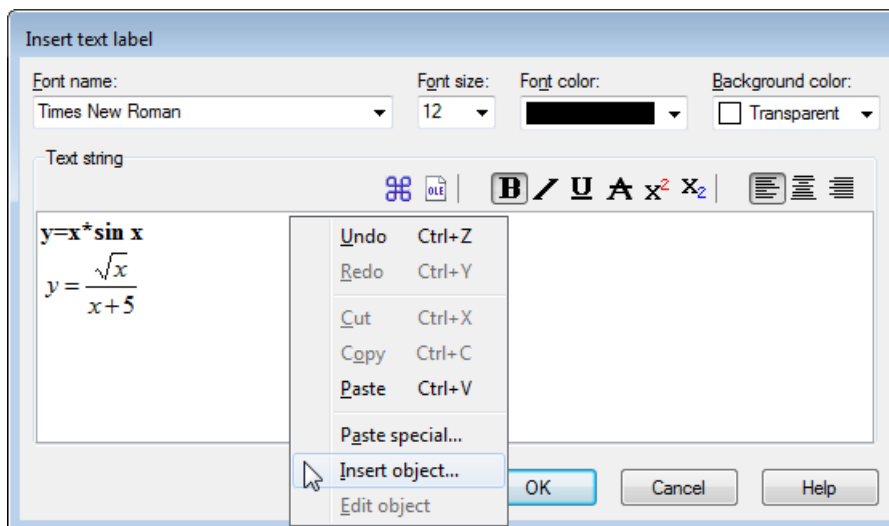 Insert text label
Font name: Font size: Font color: Background color:
Times New Roman 12 Transparent
Text string
OLE B I U A x² x₂
y=x*sin x
y = √x / x+5
Undo Ctrl+Z
Redo Ctrl+Y
Cut Ctrl+X
Copy Ctrl+C
Paste Ctrl+V
Paste special...
Insert object...
Edit object
OK Cancel Help